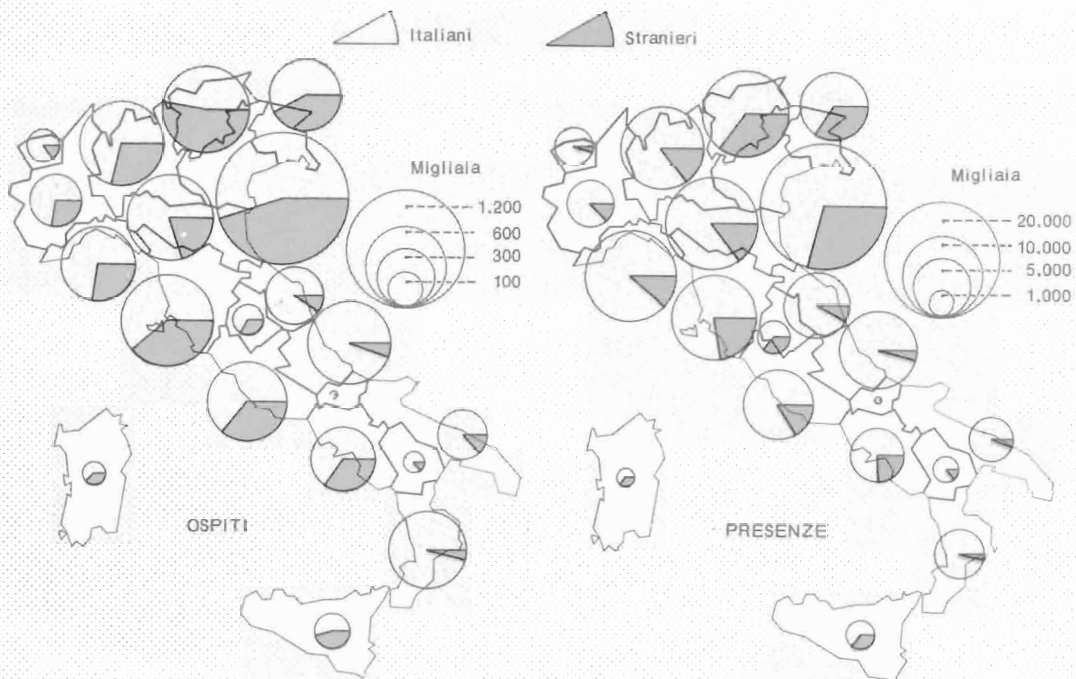 Italiani
Stranieri
Migliaia
1.200
600
300
100
OSPITI
Migliaia
20.000
10.000
5.000
1.000
PRESENZE